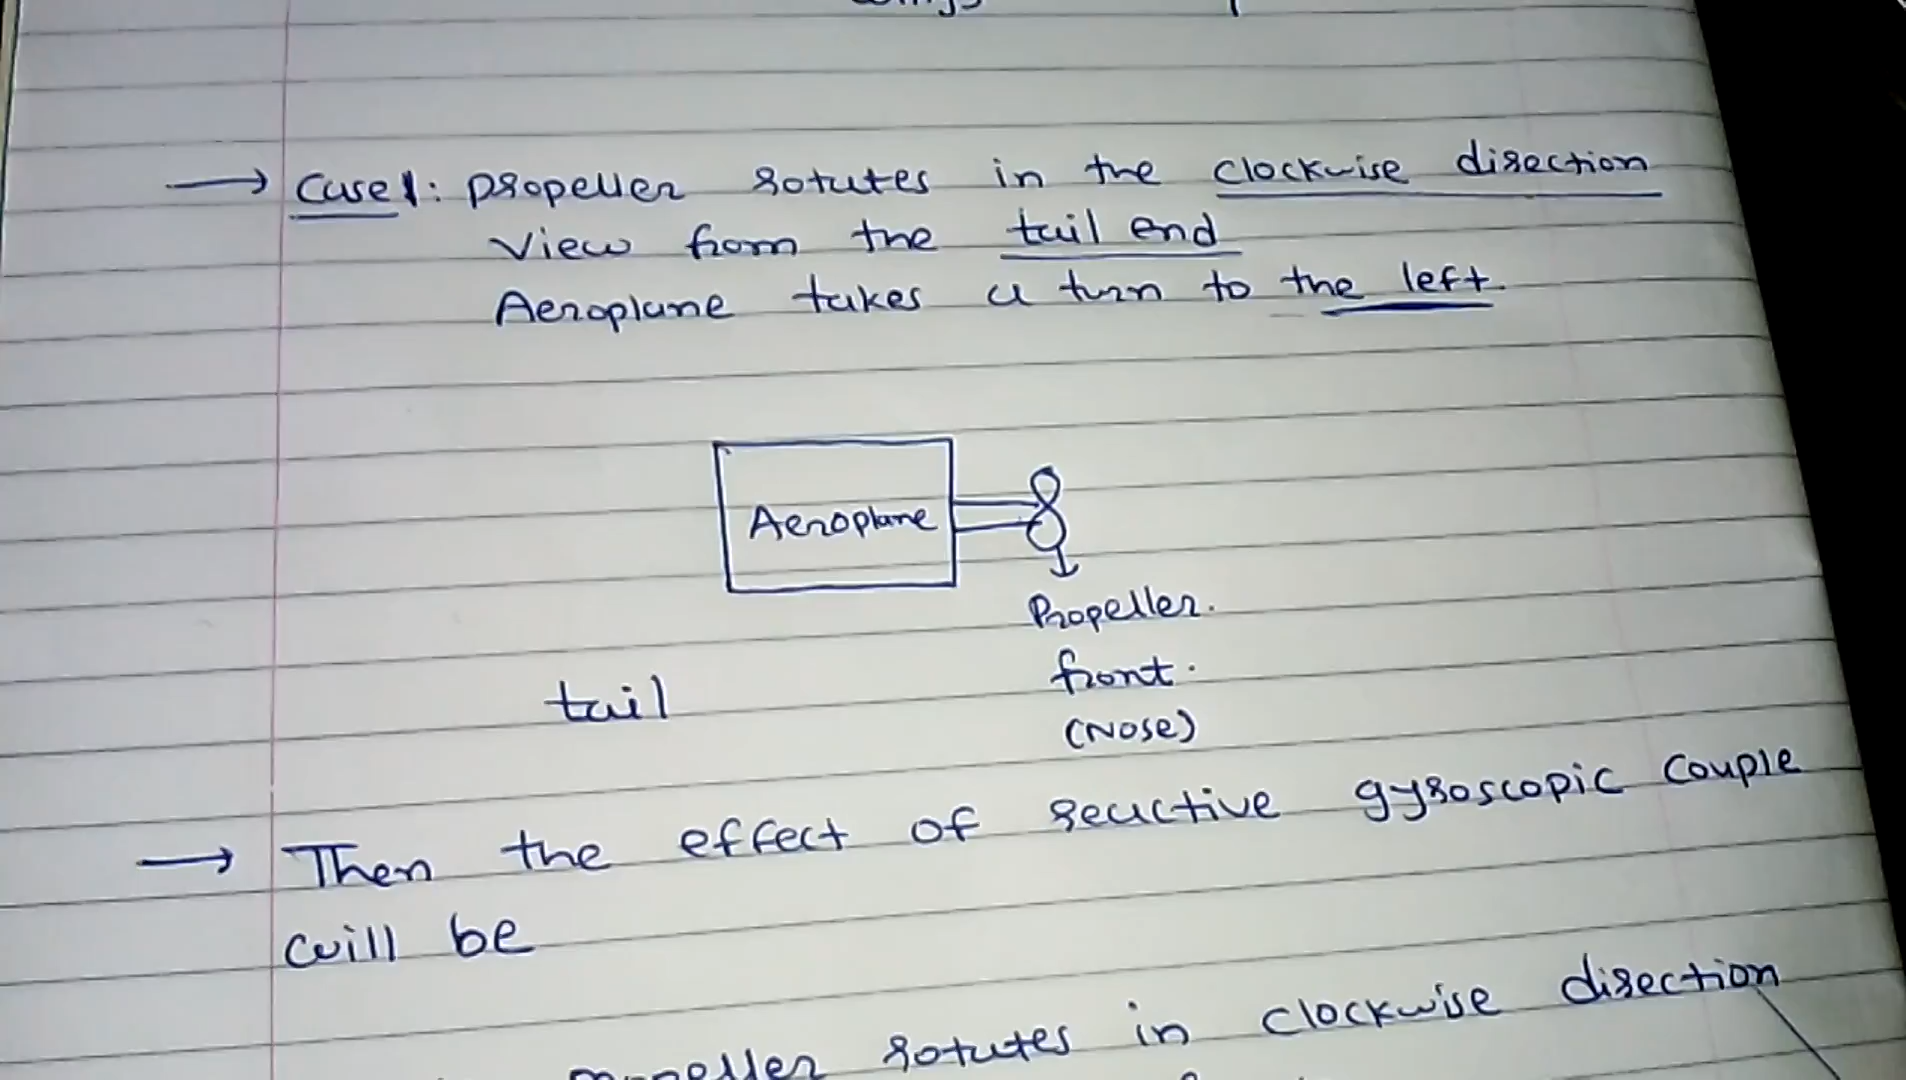 → Case 1: Propeller rotates in the clockwise direction
View from the tail end
Aeroplane takes a turn to the left.
Aeroplane
Propeller.
front.
(Nose)
tail
→ Then the effect of reactive gyroscopic couple
will be
propeller rotates in clockwise direction